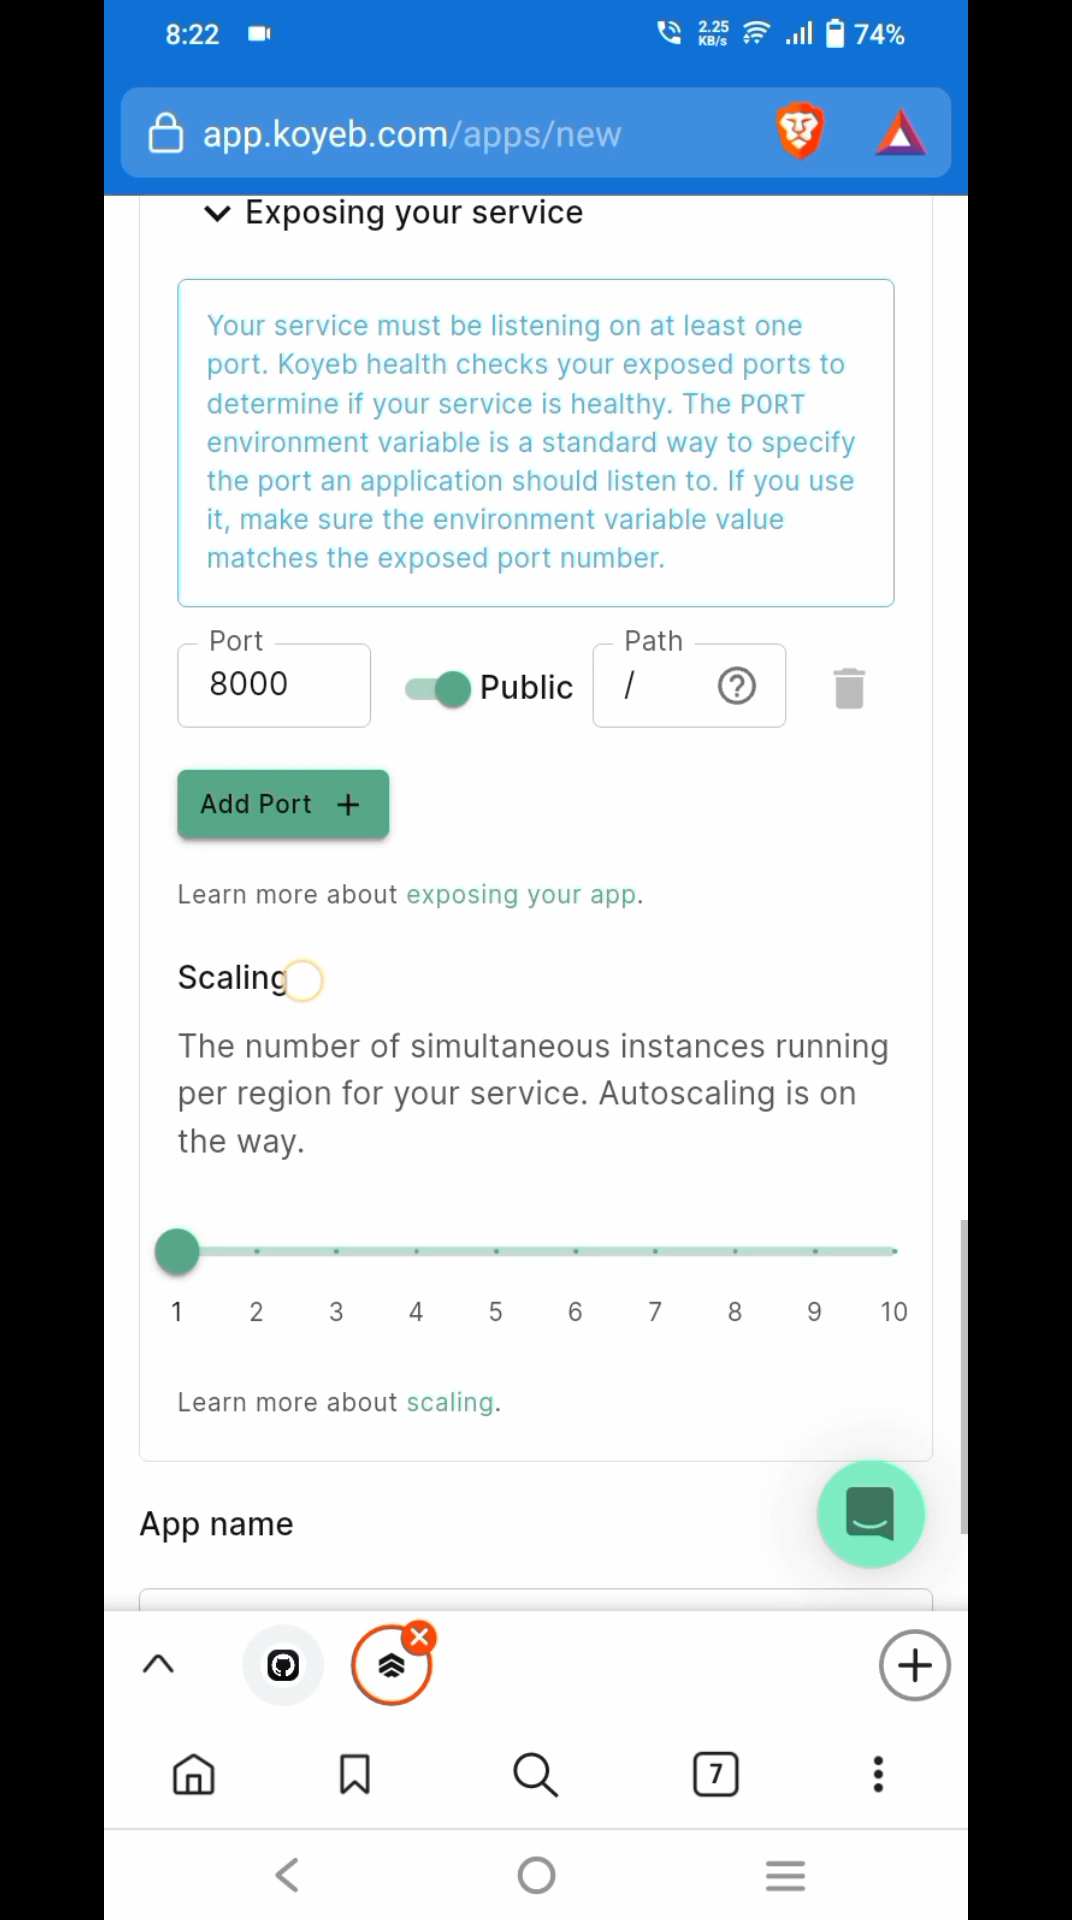 8:22
2.25
KB/s
74%
app.koyeb.com/apps/new
Exposing your service
Your service must be listening on at least one
port. Koyeb health checks your exposed ports to
determine if your service is healthy. The PORT
environment variable is a standard way to specify
the port an application should listen to. If you use
it, make sure the environment variable value
matches the exposed port number.
Port
8000
Public
Path
/
Add Port +
Learn more about exposing your app.
Scaling
The number of simultaneous instances running
per region for your service. Autoscaling is on
the way.
1 2 3 4 5 6 7 8 9 10
Learn more about scaling.
App name
7